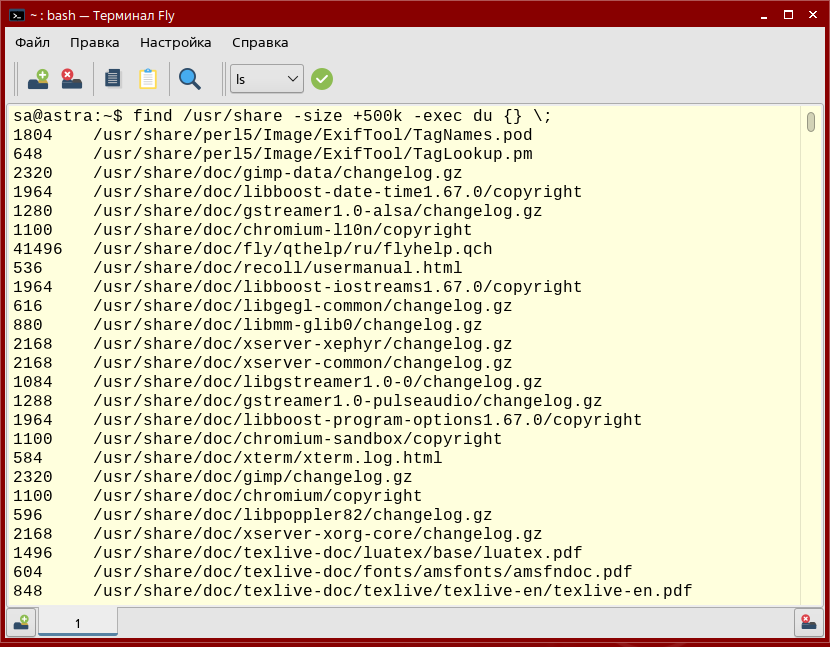 ~ : bash — Терминал Fly
Файл Правка Настройка Справка
ls
sa@astra:~$ find /usr/share -size +500k -exec du {} \;
1804    /usr/share/perl5/Image/ExifTool/TagNames.pod
648     /usr/share/perl5/Image/ExifTool/TagLookup.pm
2320    /usr/share/doc/gimp-data/changelog.gz
1964    /usr/share/doc/libboost-date-time1.67.0/copyright
1280    /usr/share/doc/gstreamer1.0-alsa/changelog.gz
1100    /usr/share/doc/chromium-l10n/copyright
41496   /usr/share/doc/fly/qthelp/ru/flyhelp.qch
536     /usr/share/doc/recoll/usermanual.html
1964    /usr/share/doc/libboost-iostreams1.67.0/copyright
616     /usr/share/doc/libgegl-common/changelog.gz
880     /usr/share/doc/libmm-glib0/changelog.gz
2168    /usr/share/doc/xserver-xephyr/changelog.gz
2168    /usr/share/doc/xserver-common/changelog.gz
1084    /usr/share/doc/libgstreamer1.0-0/changelog.gz
1288    /usr/share/doc/gstreamer1.0-pulseaudio/changelog.gz
1964    /usr/share/doc/libboost-program-options1.67.0/copyright
1100    /usr/share/doc/chromium-sandbox/copyright
584     /usr/share/doc/xterm/xterm.log.html
2320    /usr/share/doc/gimp/changelog.gz
1100    /usr/share/doc/chromium/copyright
596     /usr/share/doc/libpoppler82/changelog.gz
2168    /usr/share/doc/xserver-xorg-core/changelog.gz
1496    /usr/share/doc/texlive-doc/luatex/base/luatex.pdf
604     /usr/share/doc/texlive-doc/fonts/amsfonts/amsfndoc.pdf
848     /usr/share/doc/texlive-doc/texlive/texlive-en/texlive-en.pdf
1